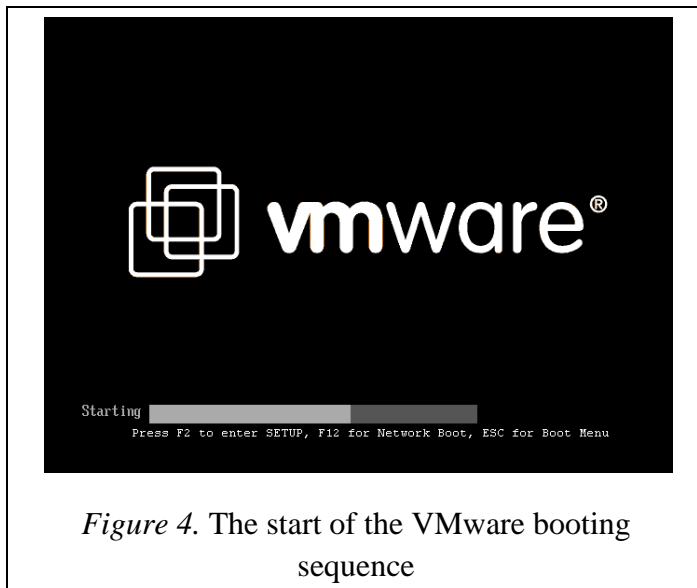 vmware®
Starting
Press F2 to enter SETUP, F12 for Network Boot, ESC for Boot Menu
Figure 4. The start of the VMware booting
sequence